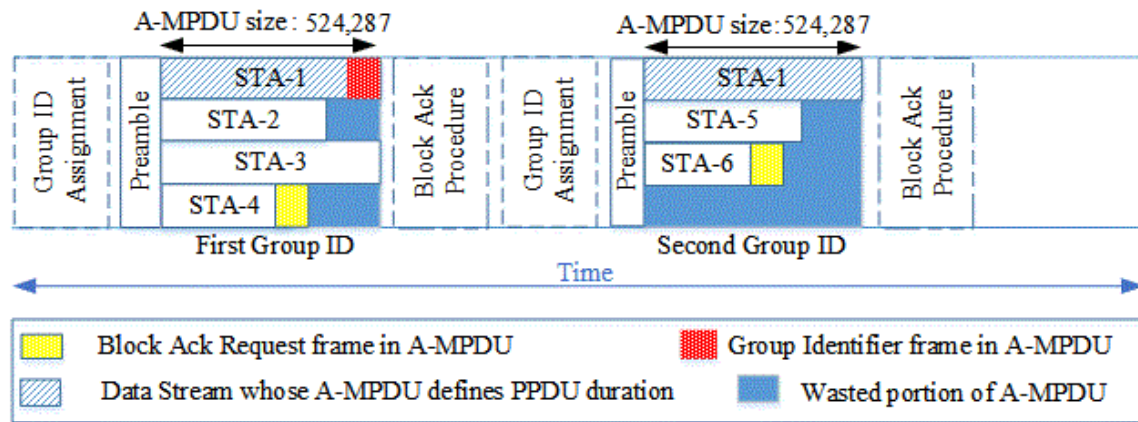 A-MPDU size: 524,287
A-MPDU size:524,287
Group ID
Assignment
Preamble
STA-1
STA-2
STA-3
STA-4
Block Ack
Procedure
Group ID
Assignment
Preamble
STA-1
STA-5
STA-6
Block Ack
Procedure
First Group ID
Second Group ID
Time
Block Ack Request frame in A-MPDU
Group Identifier frame in A-MPDU
Data Stream whose A-MPDU defines PPDU duration
Wasted portion of A-MPDU